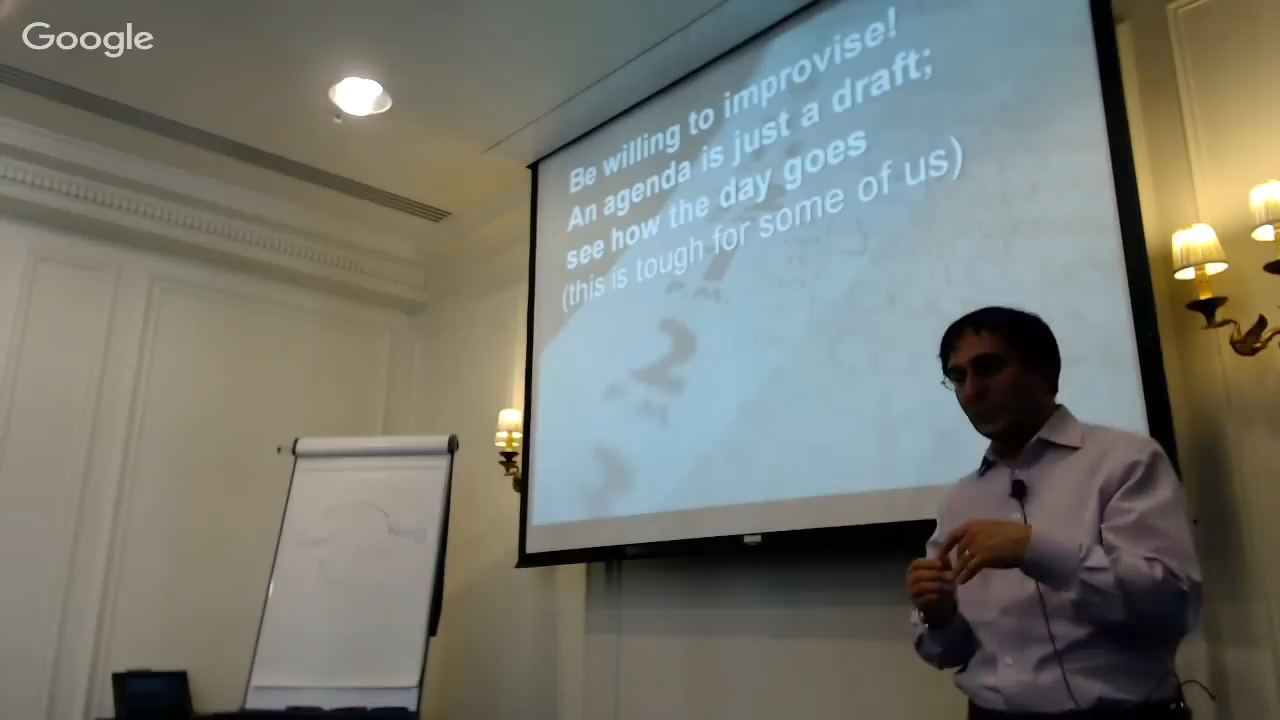 Google
Be willing to improvise!
An agenda is just a draft;
see how the day goes
(this is tough for some of us)
P.M
2
P.M